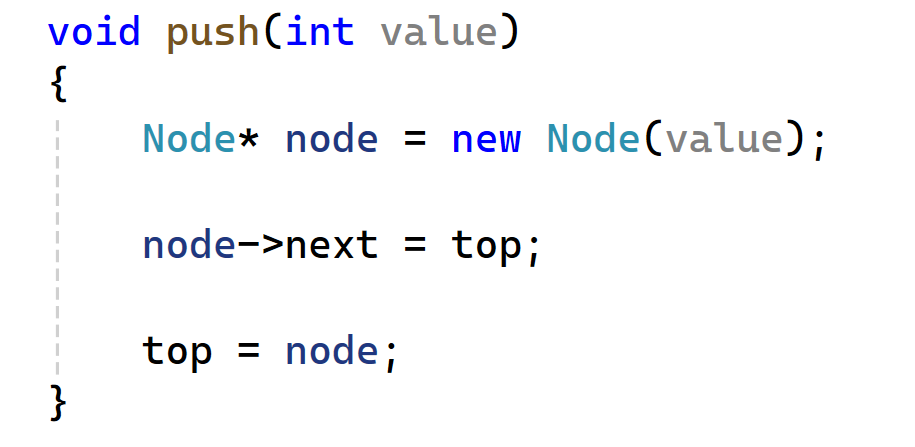 void push(int value)
{
    Node* node = new Node(value);
    node->next = top;
    top = node;
}